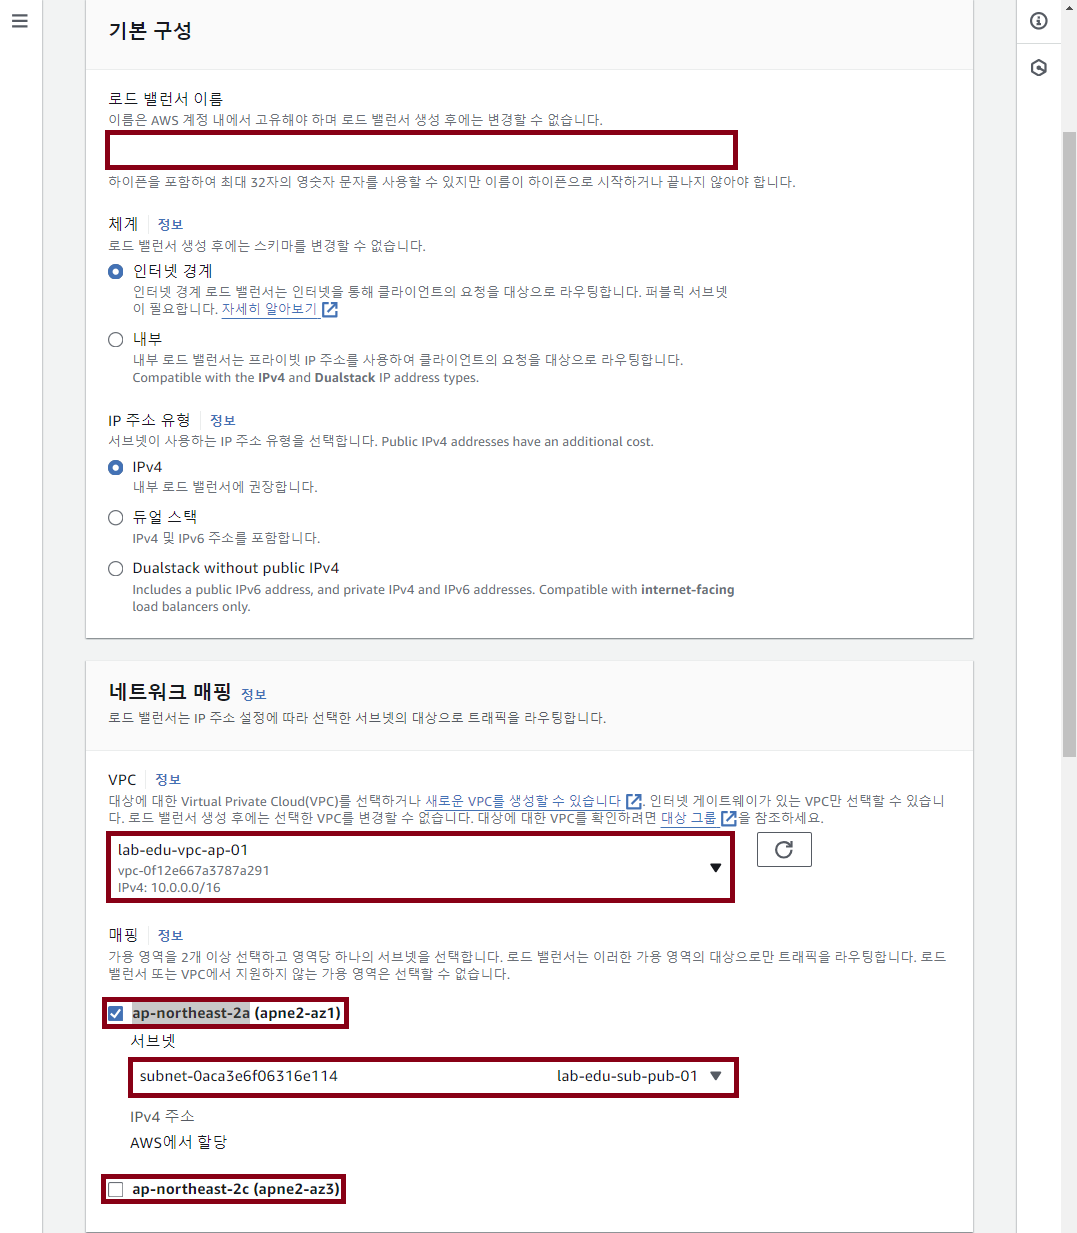 기본 구성
로드 밸런서 이름
이름은 AWS 계정 내에서 고유해야 하며 로드 밸런서 생성 후에는 변경할 수 없습니다.
하이픈을 포함하여 최대 32자의 영숫자 문자를 사용할 수 있지만 이름이 하이픈으로 시작하거나 끝나지 않아야 합니다.
체계 정보
로드 밸런서 생성 후에는 스키마를 변경할 수 없습니다.
인터넷 경계
인터넷 경계 로드 밸런서는 인터넷을 통해 클라이언트의 요청을 대상으로 라우팅합니다. 퍼블릭 서브넷
이 필요합니다. 자세히 알아보기
내부
내부 로드 밸런서는 프라이빗 IP 주소를 사용하여 클라이언트의 요청을 대상으로 라우팅합니다.
Compatible with the IPv4 and Dualstack IP address types.
IP 주소 유형 정보
서브넷이 사용하는 IP 주소 유형을 선택합니다. Public IPv4 addresses have an additional cost.
IPv4
내부 로드 밸런서에 권장합니다.
듀얼 스택
IPv4 및 IPv6 주소를 포함합니다.
Dualstack without public IPv4
Includes a public IPv6 address, and private IPv4 and IPv6 addresses. Compatible with internet-facing
load balancers only.
네트워크 매핑 정보
로드 밸런서는 IP 주소 설정에 따라 선택한 서브넷의 대상으로 트래픽을 라우팅합니다.
VPC 정보
대상에 대한 Virtual Private Cloud(VPC)를 선택하거나 새로운 VPC를 생성할 수 있습니다. 인터넷 게이트웨이가 있는 VPC만 선택할 수 있습니
다. 로드 밸런서 생성 후에는 선택한 VPC를 변경할 수 없습니다. 대상에 대한 VPC를 확인하려면 대상 그룹을 참조하세요.
lab-edu-vpc-ap-01
vpc-0f12e667a3787a291
IPv4: 10.0.0.0/16
매핑 정보
가용 영역을 2개 이상 선택하고 영역당 하나의 서브넷을 선택합니다. 로드 밸런서는 이러한 가용 영역의 대상으로만 트래픽을 라우팅합니다. 로드
밸런서 또는 VPC에서 지원하지 않는 가용 영역은 선택할 수 없습니다.
ap-northeast-2a (apne2-az1)
서브넷
subnet-0aca3e6f06316e114 lab-edu-sub-pub-01
IPv4 주소
AWS에서 할당
ap-northeast-2c (apne2-az3)